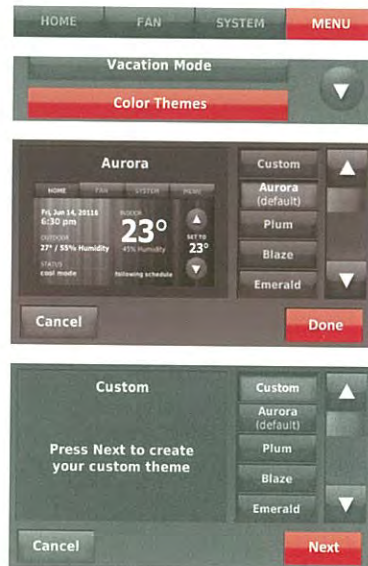 HOME FAN SYSTEM MENU
Vacation Mode
Color Themes
Aurora
HOME FAN SYSTEM MENU
Fri, Jun 14, 20116
6:30 pm
OUTDOOR
27° / 55% Humidity
STATUS
cool mode
INDOOR
23°
45% Humidity
following schedule
SET TO
23°
Custom
Aurora
(default)
Plum
Blaze
Emerald
Cancel
Done
Custom
Press Next to create
your custom theme
Custom
Aurora
(default)
Plum
Blaze
Emerald
Cancel
Next